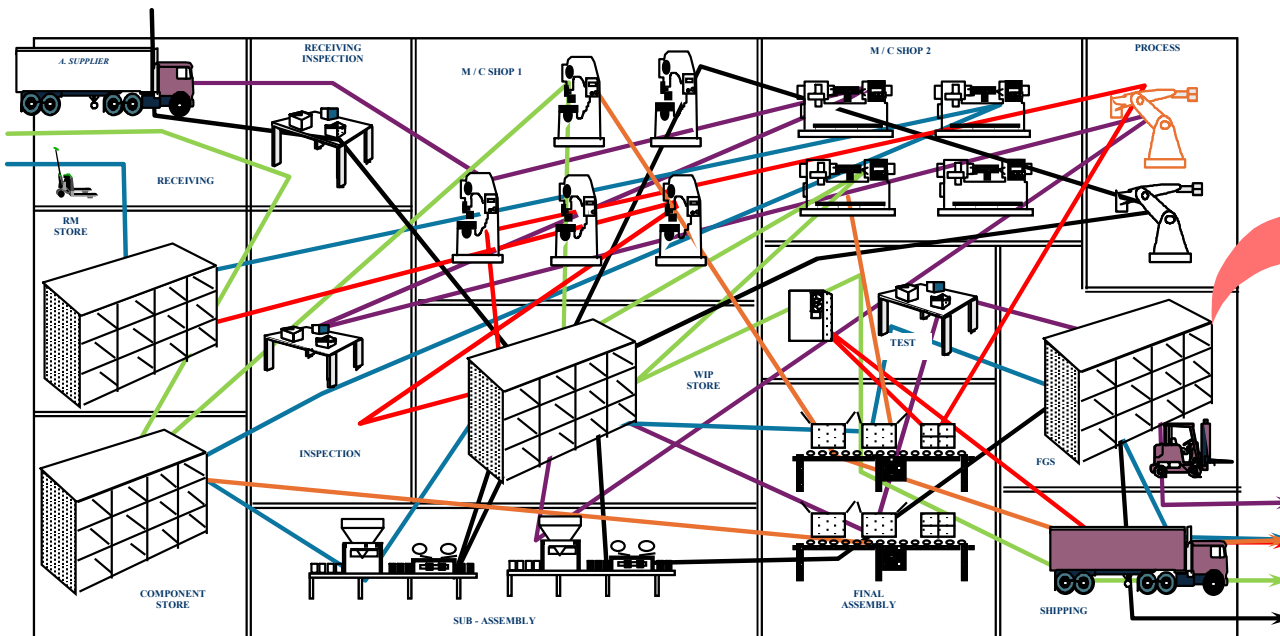 RECEIVING
INSPECTION
M / C SHOP 1
M / C SHOP 2
PROCESS
A. SUPPLIER
RECEIVING
RM
STORE
TEST
WIP
STORE
INSPECTION
FGS
COMPONENT
STORE
SUB - ASSEMBLY
FINAL
ASSEMBLY
SHIPPING